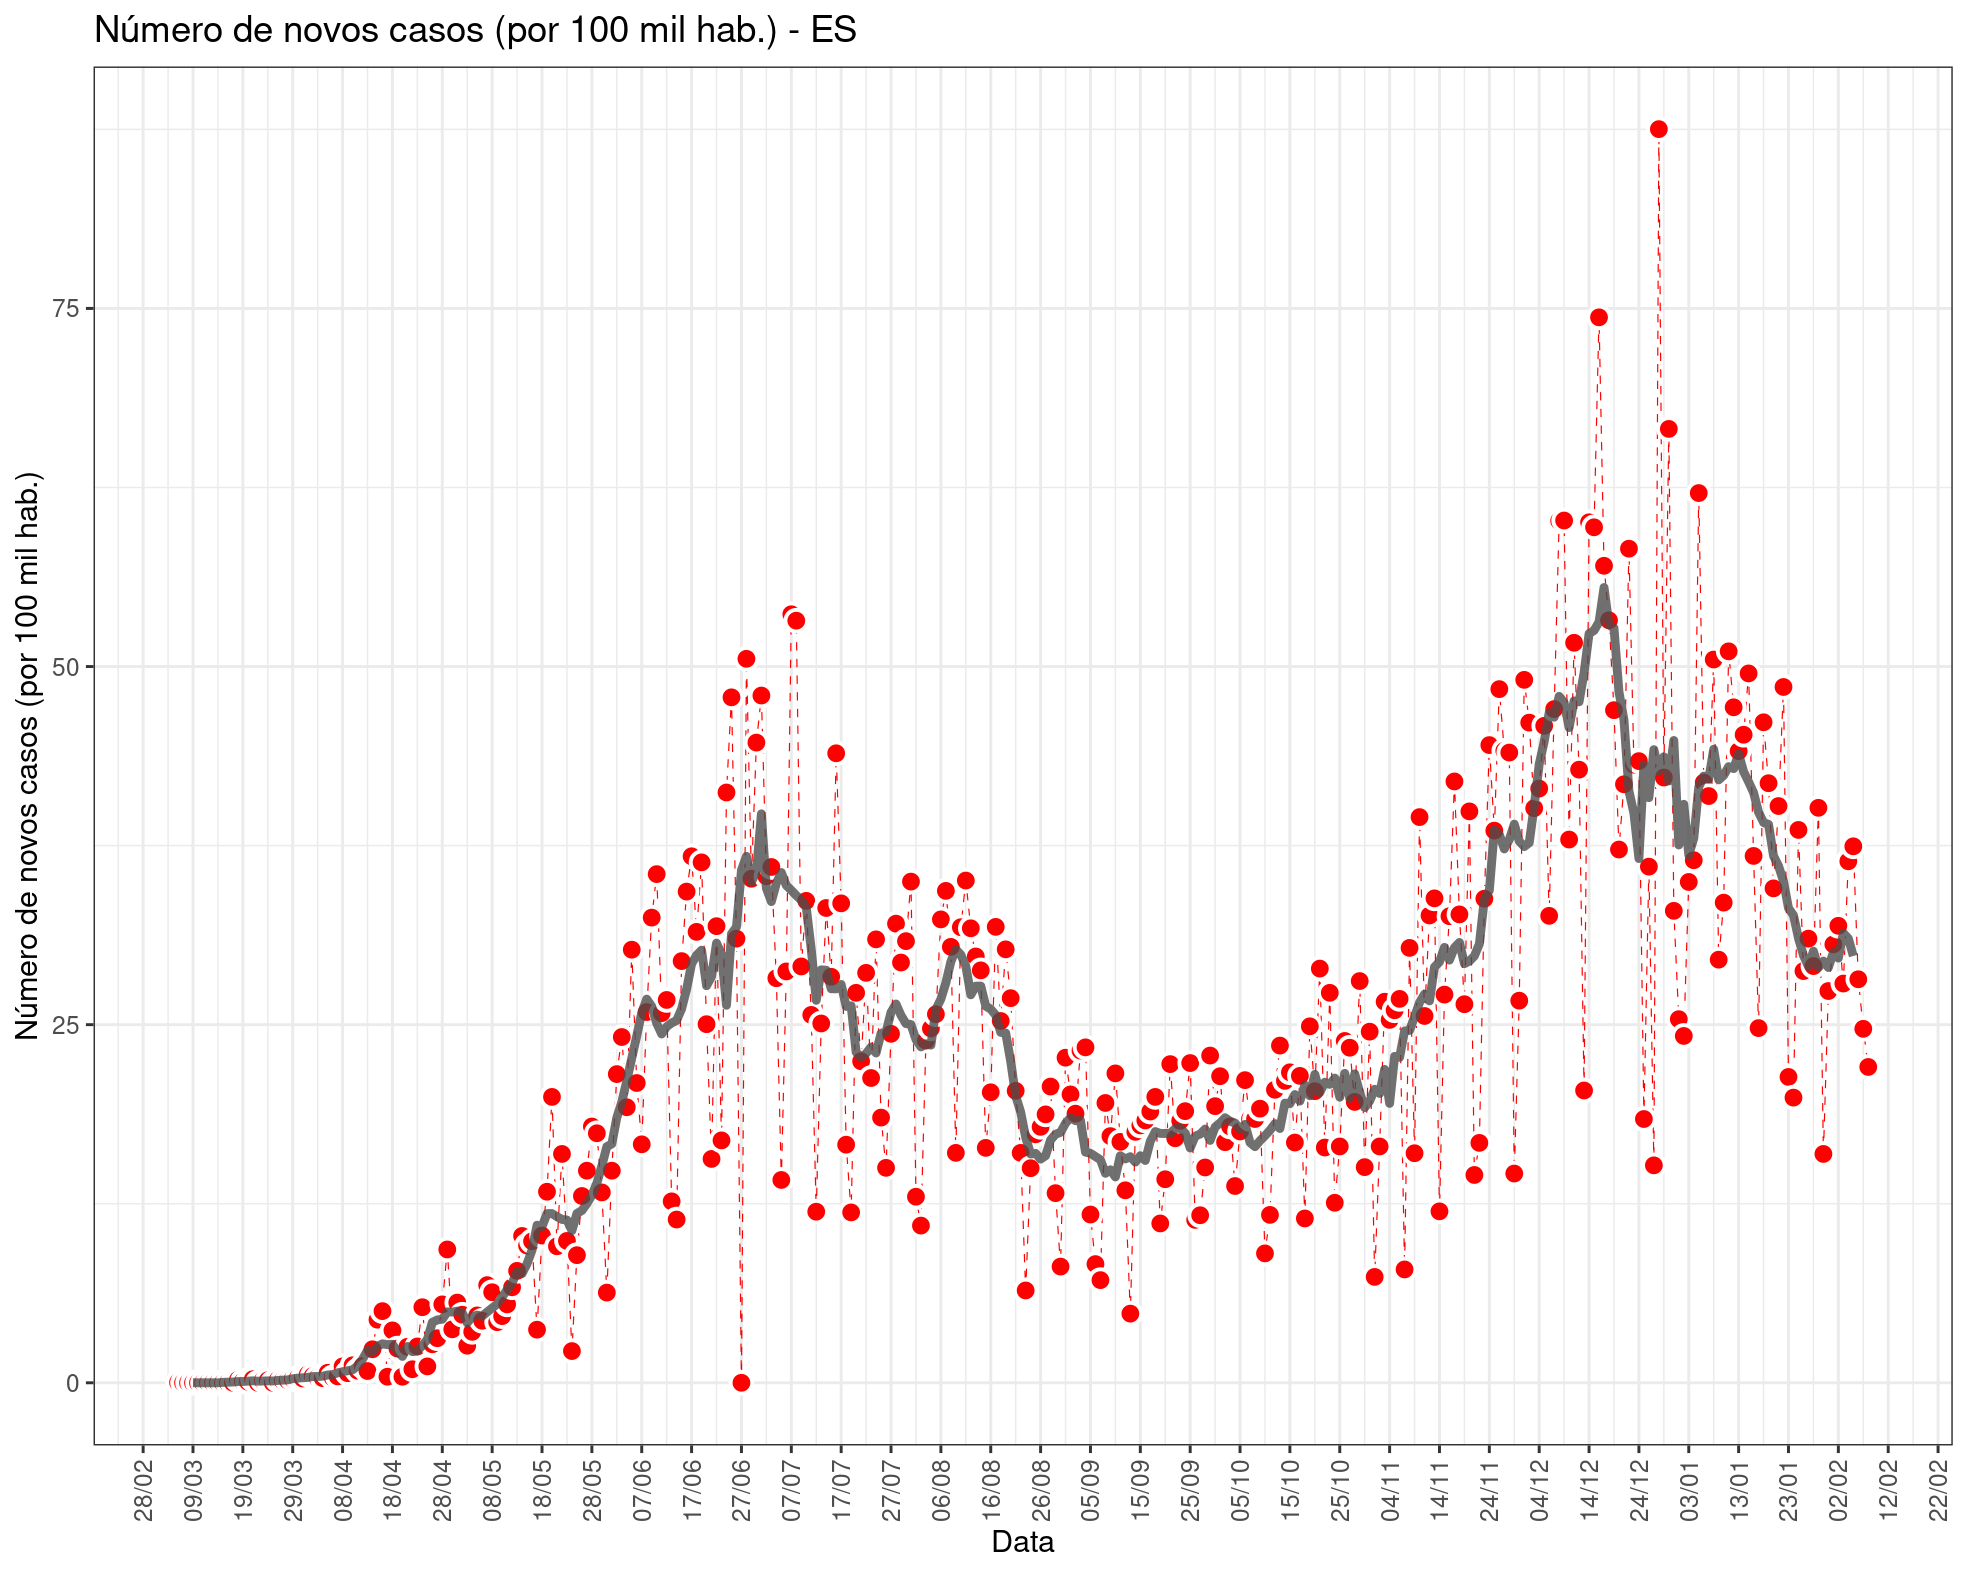 Número de novos casos (por 100 mil hab.) - ES
Número de novos casos (por 100 mil hab.)
75
50
25
0
28/02 09/03 19/03 29/03 08/04 18/04 28/04 08/05 18/05 28/05 07/06 17/06 27/06 07/07 17/07 27/07 06/08 16/08 26/08 05/09 15/09 25/09 05/10 15/10 25/10 04/11 14/11 24/11 04/12 14/12 24/12 03/01 13/01 23/01 02/02 12/02 22/02
Data